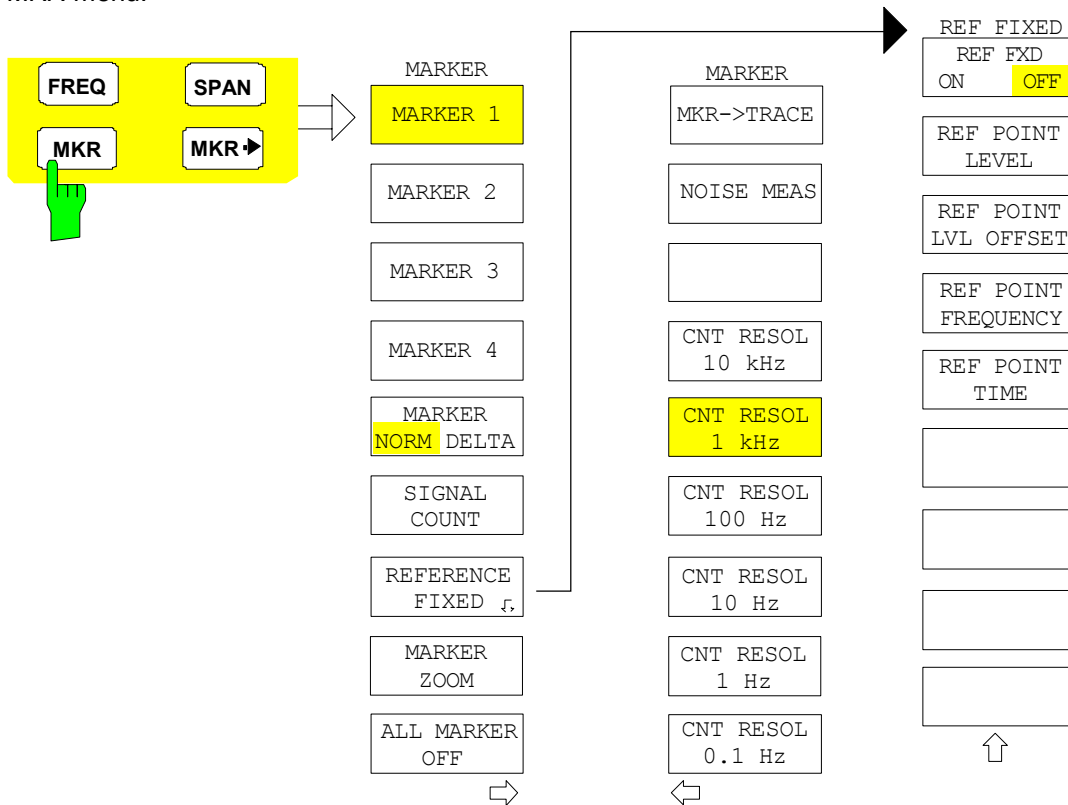 MKR menu:
FREQ
SPAN
MKR
MKR
MARKER
MARKER 1
MARKER 2
MARKER 3
MARKER 4
MARKER
NORM DELTA
SIGNAL
COUNT
REFERENCE
FIXED
MARKER
ZOOM
ALL MARKER
OFF
MARKER
MKR->TRACE
NOISE MEAS
CNT RESOL
10 kHz
CNT RESOL
1 kHz
CNT RESOL
100 Hz
CNT RESOL
10 Hz
CNT RESOL
1 Hz
CNT RESOL
0.1 Hz
REF FIXED
REF FXD
ON OFF
REF POINT
LEVEL
REF POINT
LVL OFFSET
REF POINT
FREQUENCY
REF POINT
TIME